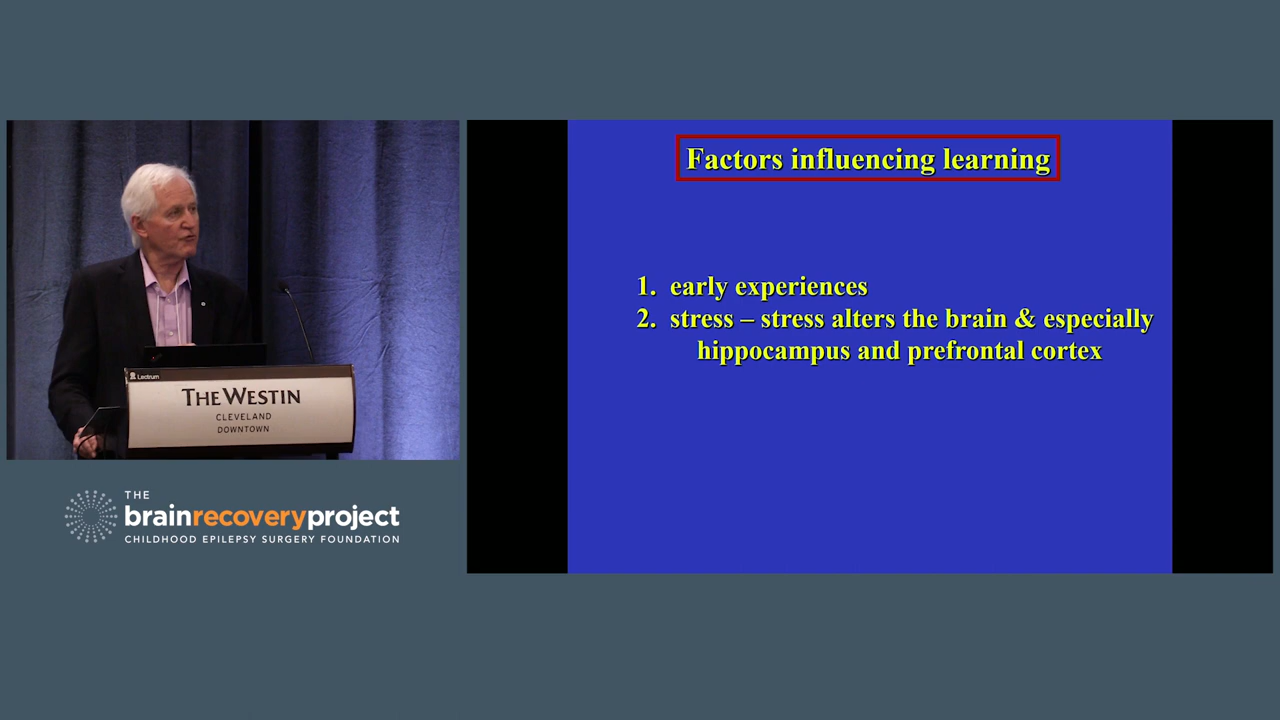 Factors influencing learning
1. early experiences
2. stress – stress alters the brain & especially
hippocampus and prefrontal cortex
Lectrum
THE WESTIN
CLEVELAND
DOWNTOWN
THE
brainrecoveryproject
CHILDHOOD EPILEPSY SURGERY FOUNDATION